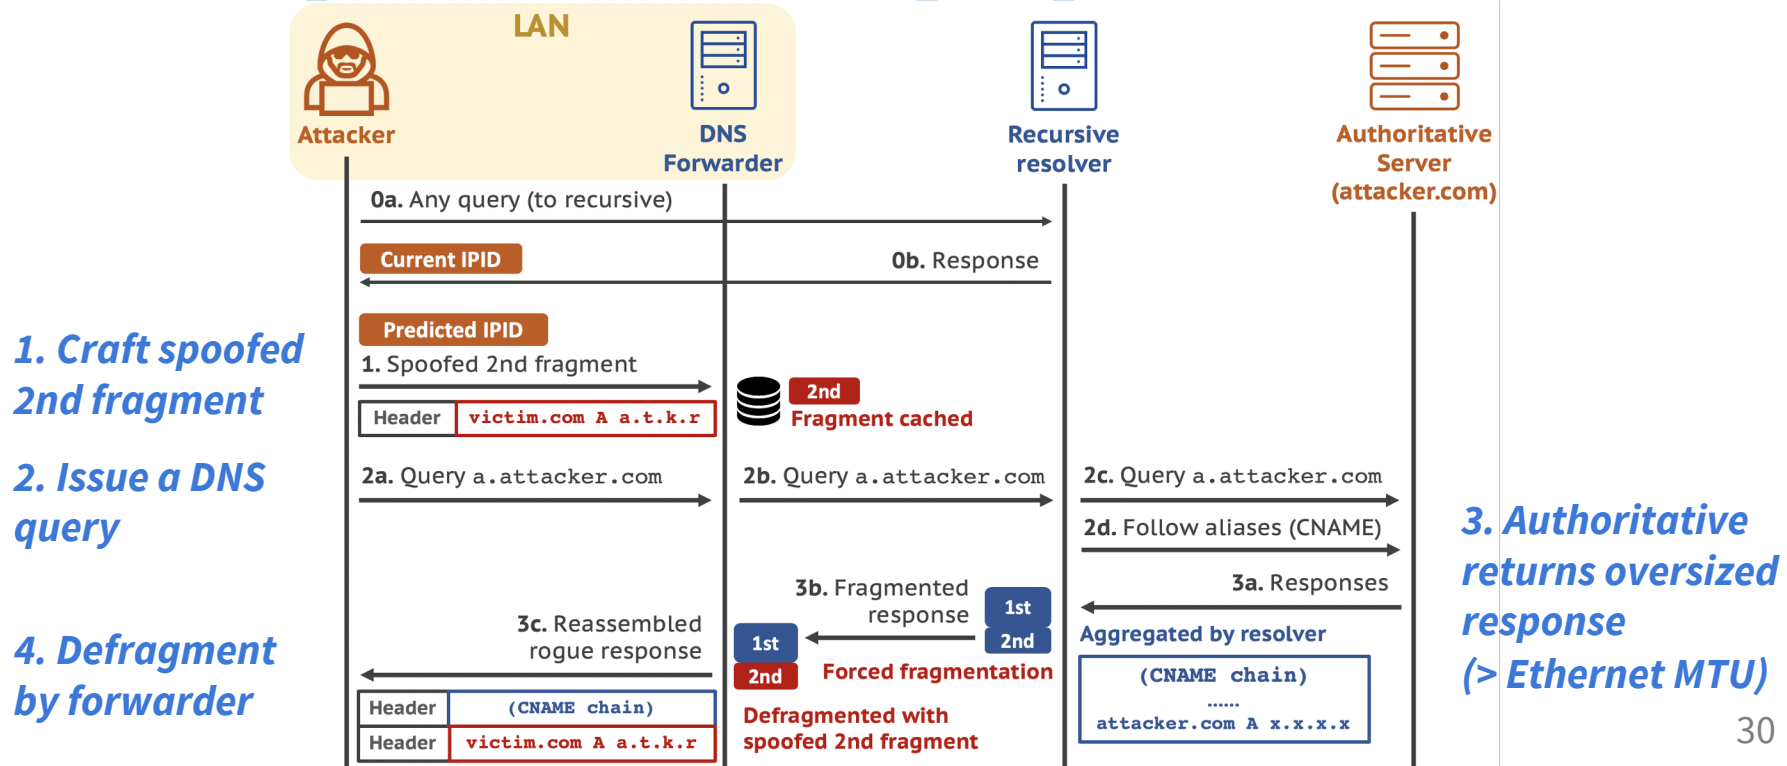 LAN
Attacker
DNS
Forwarder
Recursive
resolver
Authoritative
Server
(attacker.com)
0a. Any query (to recursive)
Current IPID
0b. Response
Predicted IPID
1. Craft spoofed
2nd fragment
1. Spoofed 2nd fragment
Header
victim.com A a.t.k.r
2nd
Fragment cached
2. Issue a DNS
query
2a. Query a.attacker.com
2b. Query a.attacker.com
2c. Query a.attacker.com
2d. Follow aliases (CNAME)
3. Authoritative
returns oversized
response
(> Ethernet MTU)
3a. Responses
Aggregated by resolver
(CNAME chain)
......
attacker.com A x.x.x.x
3b. Fragmented
response
1st
2nd
Forced fragmentation
1st
2nd
Defragmented with
spoofed 2nd fragment
4. Defragment
by forwarder
3c. Reassembled
rogue response
Header
(CNAME chain)
Header
victim.com A a.t.k.r
30